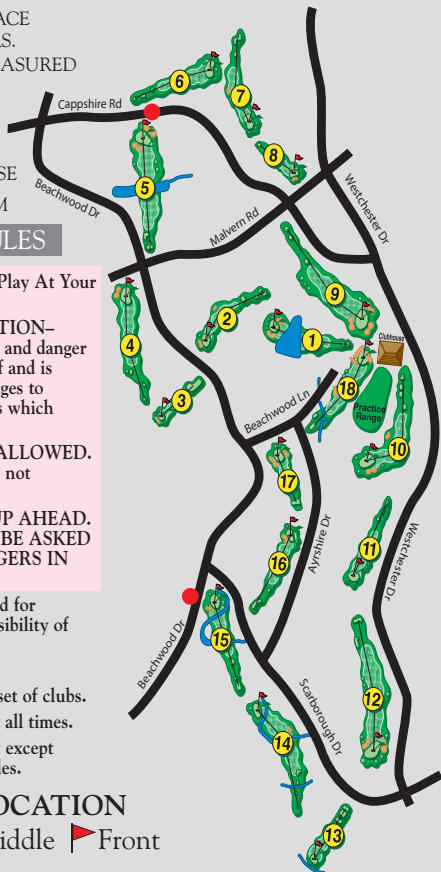 ACE
AS.
EASURED
SE
M
ULES
Play At Your
TION–
and danger
f and is
ges to
s which
ALLOWED.
not
UP AHEAD.
BE ASKED
GERS IN
d for
sibility of
set of clubs.
t all times.
y except
les.
OCATION
iddle Front
Cappshire Rd
Beachwood Dr
Malvern Rd
Westchester Dr
Clubhouse
Practice
Range
Beachwood Ln
Ayrshire Dr
Westchester Dr
Beachwood Dr
Scarborough Dr
6
7
8
5
9
2
1
4
3
18
10
17
11
16
15
12
14
13